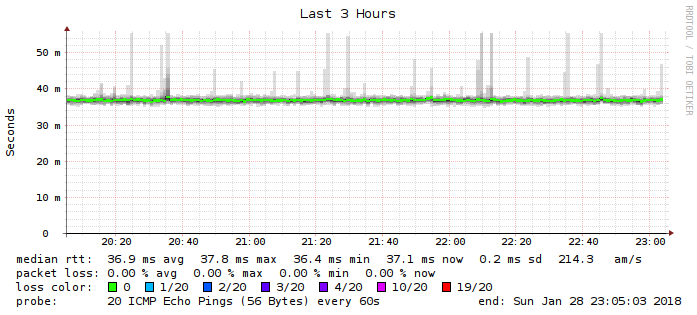 Last 3 Hours
RRDTOOL / TOBI OETIKER
Seconds
50 m
40 m
30 m
20 m
10 m
0
20:20 20:40 21:00 21:20 21:40 22:00 22:20 22:40 23:00
median rtt: 36.9 ms avg 37.8 ms max 36.4 ms min 37.1 ms now 0.2 ms sd 214.3 am/s
packet loss: 0.00 % avg 0.00 % max 0.00 % min 0.00 % now
loss color: 0 1/20 2/20 3/20 4/20 10/20 19/20
probe: 20 ICMP Echo Pings (56 Bytes) every 60s end: Sun Jan 28 23:05:03 2018